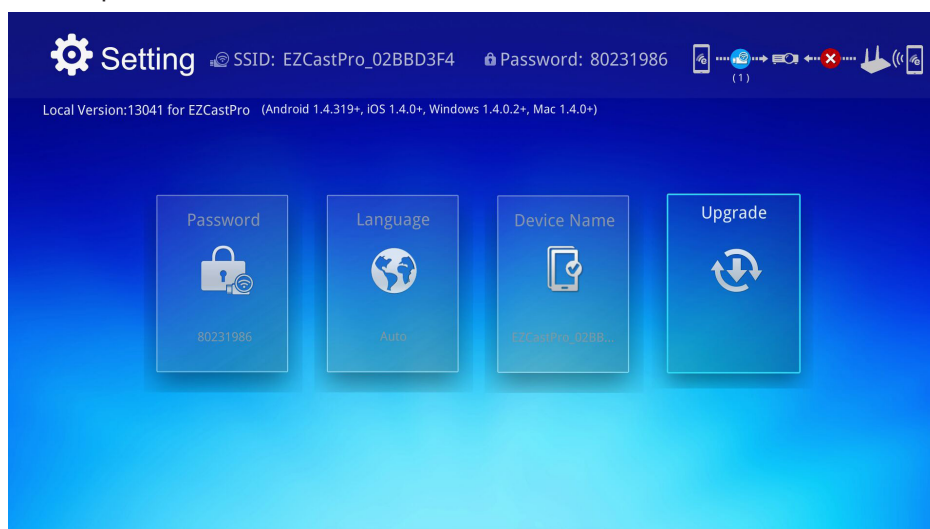 Setting SSID: EZCastPro_02BBD3F4 Password: 80231986
(1)
Local Version:13041 for EZCastPro (Android 1.4.319+, iOS 1.4.0+, Windows 1.4.0.2+, Mac 1.4.0+)
Password
80231986
Language
Auto
Device Name
EZCastPro_02BB...
Upgrade